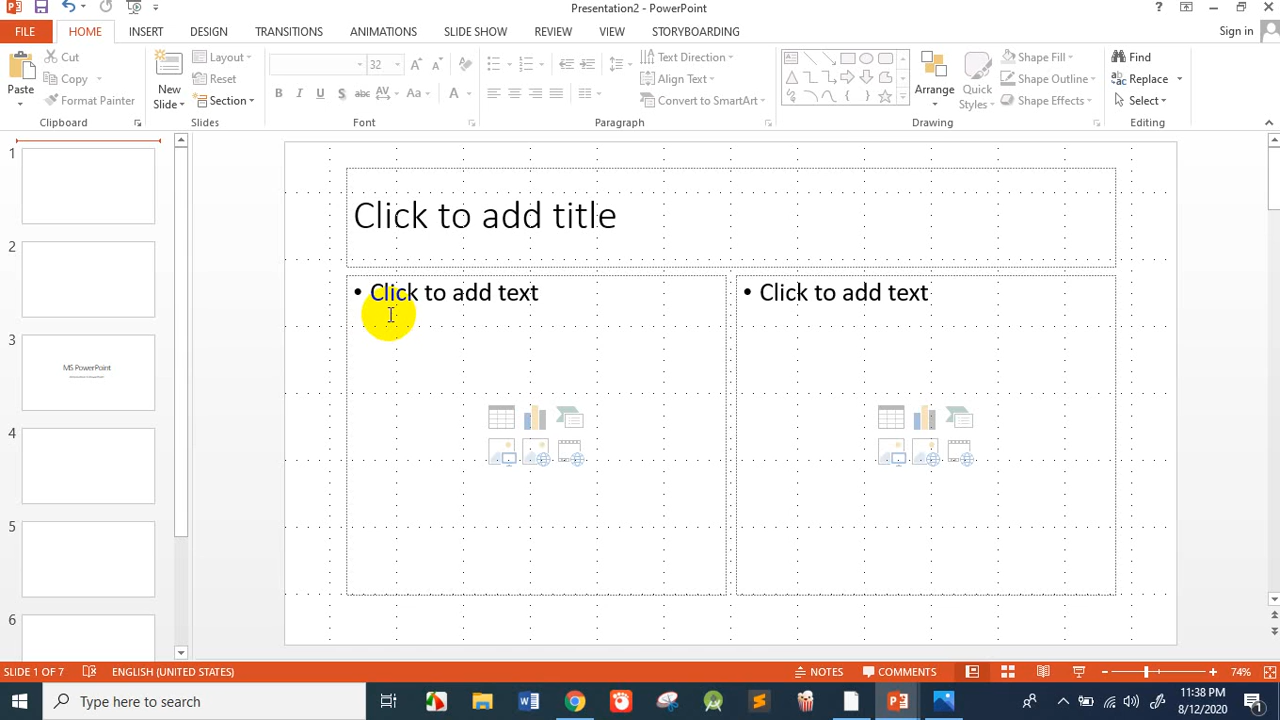 Presentation2 - PowerPoint
?
FILE HOME INSERT DESIGN TRANSITIONS ANIMATIONS SLIDE SHOW REVIEW VIEW STORYBOARDING Sign in
Paste
Cut
Copy
Format Painter
Clipboard
New
Slide
Layout
Reset
Section
Slides
32
B I U S abc AV Aa A
Font
Text Direction
Align Text
Convert to SmartArt
Paragraph
Arrange
Quick
Styles
Shape Fill
Shape Outline
Shape Effects
Drawing
Find
Replace
Select
Editing
1
2
3
MS PowerPoint
4
5
6
Click to add title
• Click to add text
• Click to add text
SLIDE 1 OF 7 ENGLISH (UNITED STATES) NOTES COMMENTS 74%
Type here to search
11:38 PM
8/12/2020